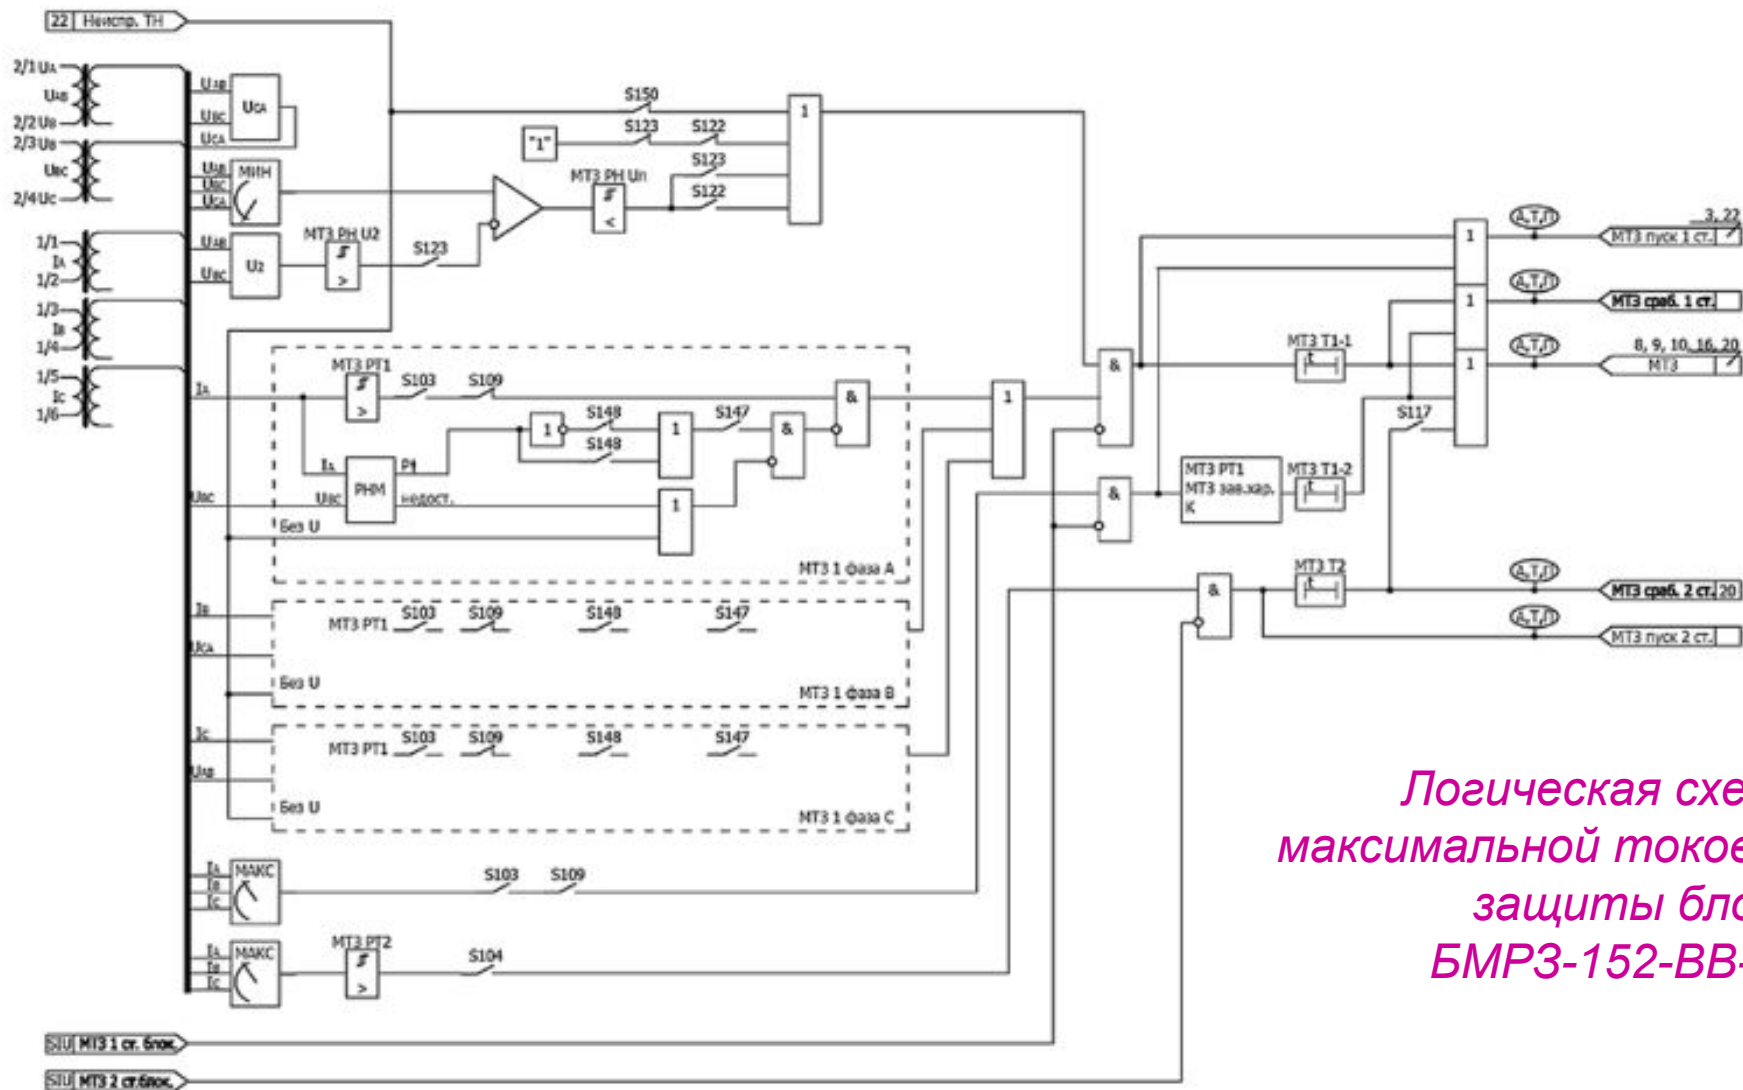 22 Неиспр. ТН
2/1 UA
UAB
2/2 UB
2/3 UB
UBC
2/4 UC
1/1
IA
1/2
1/3
IB
1/4
1/5
IC
1/6
UAB
UBC
UCA
UCA
UAB
UBC
UCA
МИН
UAB
UBC
U2
МТЗ РН U2
>
S123
"1"
S150
S123 S122
S123
S122
МТЗ РН Uп
<
1
IA
МТЗ РТ1
>
S103 S109
&
1
S148
S148
1
S147
&
IA
UBC
РНМ
P↑
недост.
UBC
Без U
1
МТЗ 1 фаза А
IB
МТЗ РТ1 S103 S109 S148 S147
UCA
Без U
МТЗ 1 фаза В
IC
МТЗ РТ1 S103 S109 S148 S147
UAB
Без U
МТЗ 1 фаза С
1
&
&
МТЗ Т1-1
t
МТЗ РТ1
МТЗ зав.хар.
К
МТЗ Т1-2
t
&
МТЗ Т2
t
S117
1
1
1
А,Т,П
3, 22
МТЗ пуск 1 ст.
А,Т,П
МТЗ сраб. 1 ст.
А,Т,П
8, 9, 10, 16, 20
МТЗ
А,Т,П
МТЗ сраб. 2 ст. 20
А,Т,П
МТЗ пуск 2 ст.
IA
IB
IC
МАКС
S103 S109
IA
IB
IC
МАКС
МТЗ РТ2
>
S104
SIU МТЗ 1 ст. блок.
SIU МТЗ 2 ст.блок.
Логическая схе
максимальной токов
защиты бло
БМРЗ-152-ВВ-